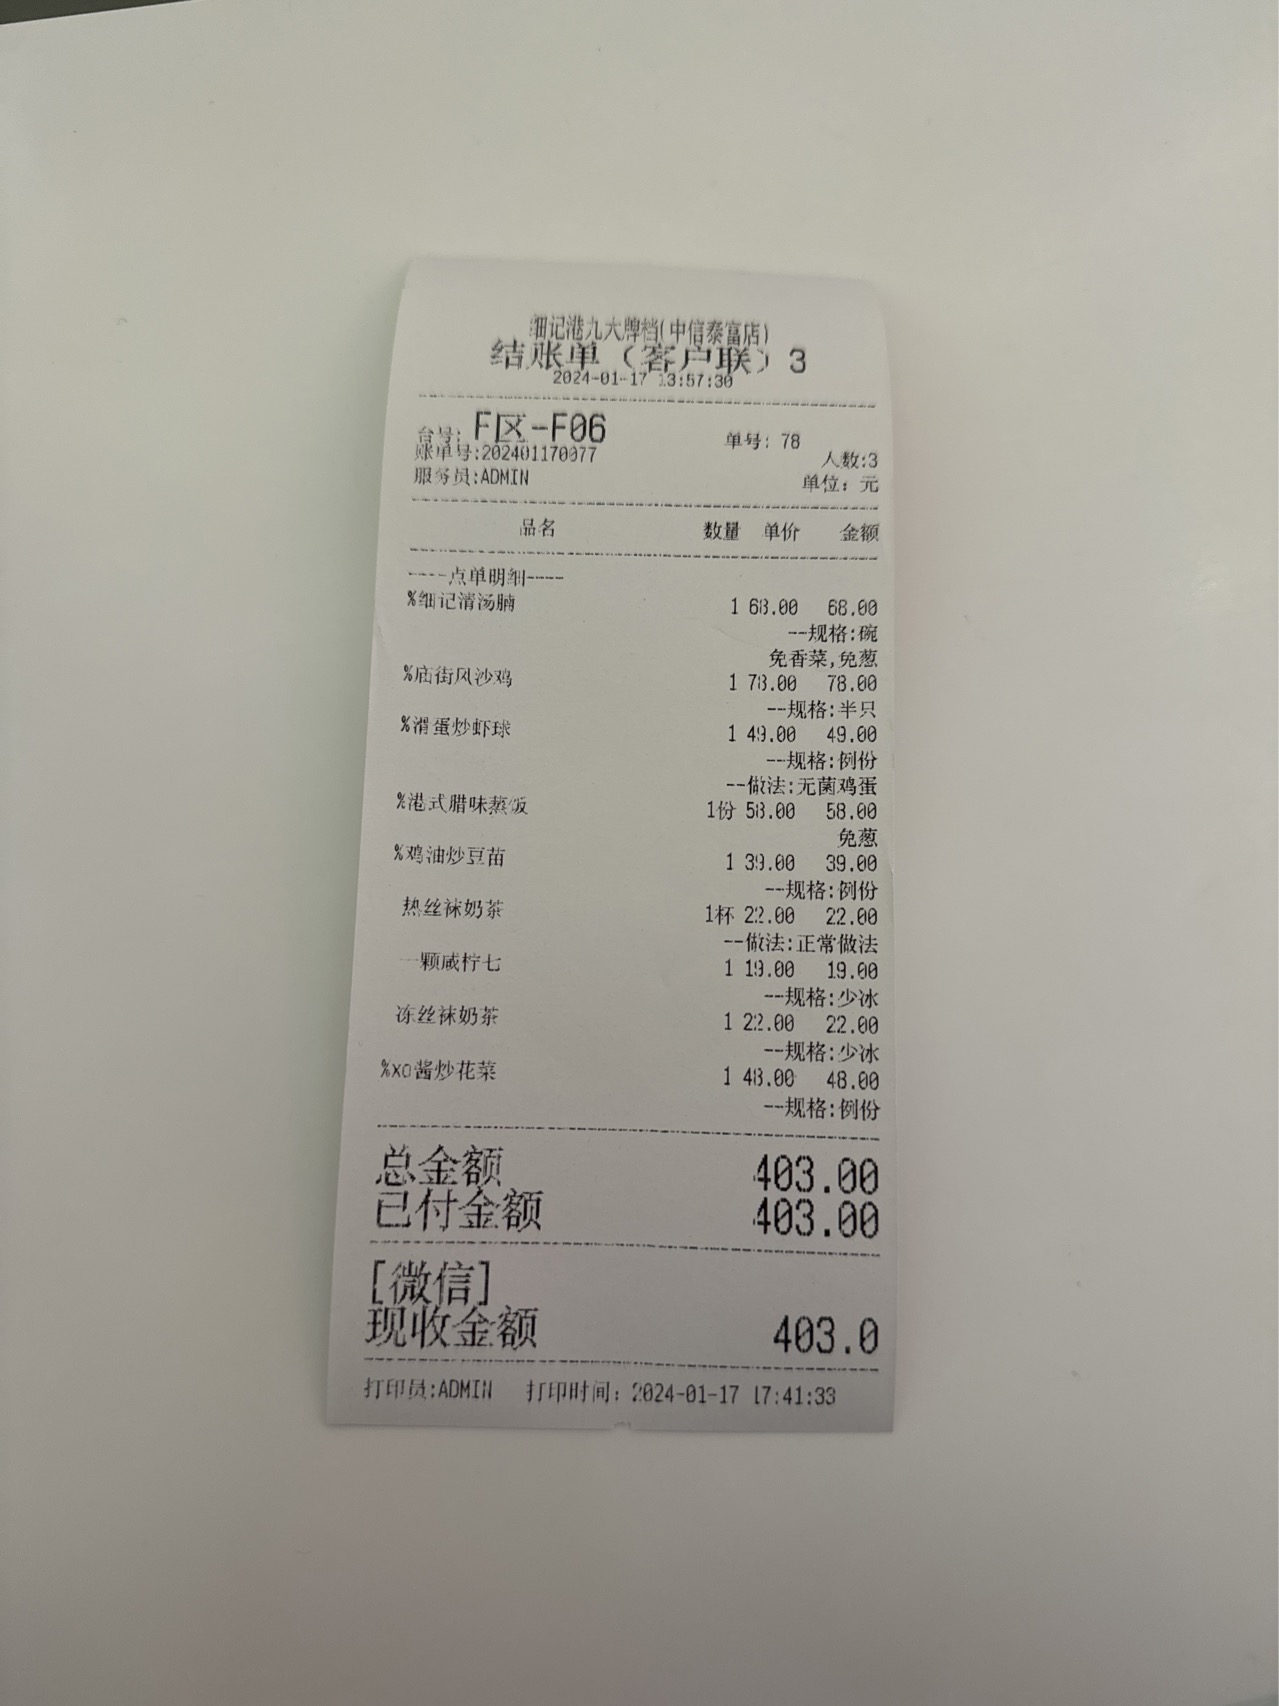 细记港九大牌档(中信泰富店)
结账单（客户联）3
2024-01-17 13:57:30
台号: F区-F06 单号: 78
账单号:202401170077 人数:3
服务员:ADMIN 单位: 元
品名 数量 单价 金额
----点单明细----
%细记清汤腩 1 68.00 68.00
--规格:碗
免香菜,免葱
%庙街风沙鸡 1 78.00 78.00
--规格:半只
%滑蛋炒虾球 1 49.00 49.00
--规格:例份
--做法:无菌鸡蛋
%港式腊味蒸饭 1份 58.00 58.00
免葱
%鸡油炒豆苗 1 39.00 39.00
--规格:例份
热丝袜奶茶 1杯 22.00 22.00
--做法:正常做法
一颗咸柠七 1 19.00 19.00
--规格:少冰
冻丝袜奶茶 1 22.00 22.00
--规格:少冰
%xo酱炒花菜 1 48.00 48.00
--规格:例份
总金额 403.00
已付金额 403.00
[微信]
现收金额 403.0
打印员:ADMIN 打印时间: 2024-01-17 17:41:33